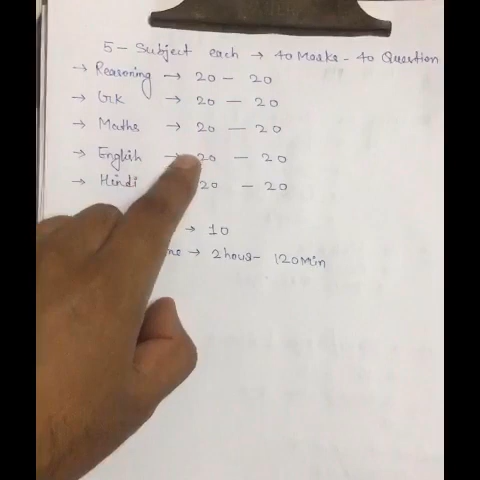 5 - Subject each → 40 Marks - 40 Question
→ Reasoning → 20 - 20
→ GK → 20 - 20
→ Maths → 20 - 20
→ English → 20 - 20
→ Hindi 20 - 20
→ 10
→ 2 hous - 120 Min